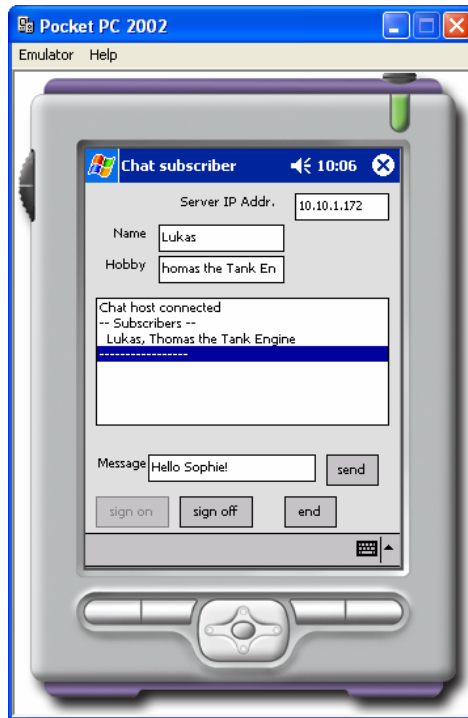 Pocket PC 2002
Emulator Help
Chat subscriber 10:06
Server IP Addr. 10.10.1.172
Name Lukas
Hobby homas the Tank En
Chat host connected
-- Subscribers --
Lukas, Thomas the Tank Engine
-----------------
Message Hello Sophie! send
sign on sign off end